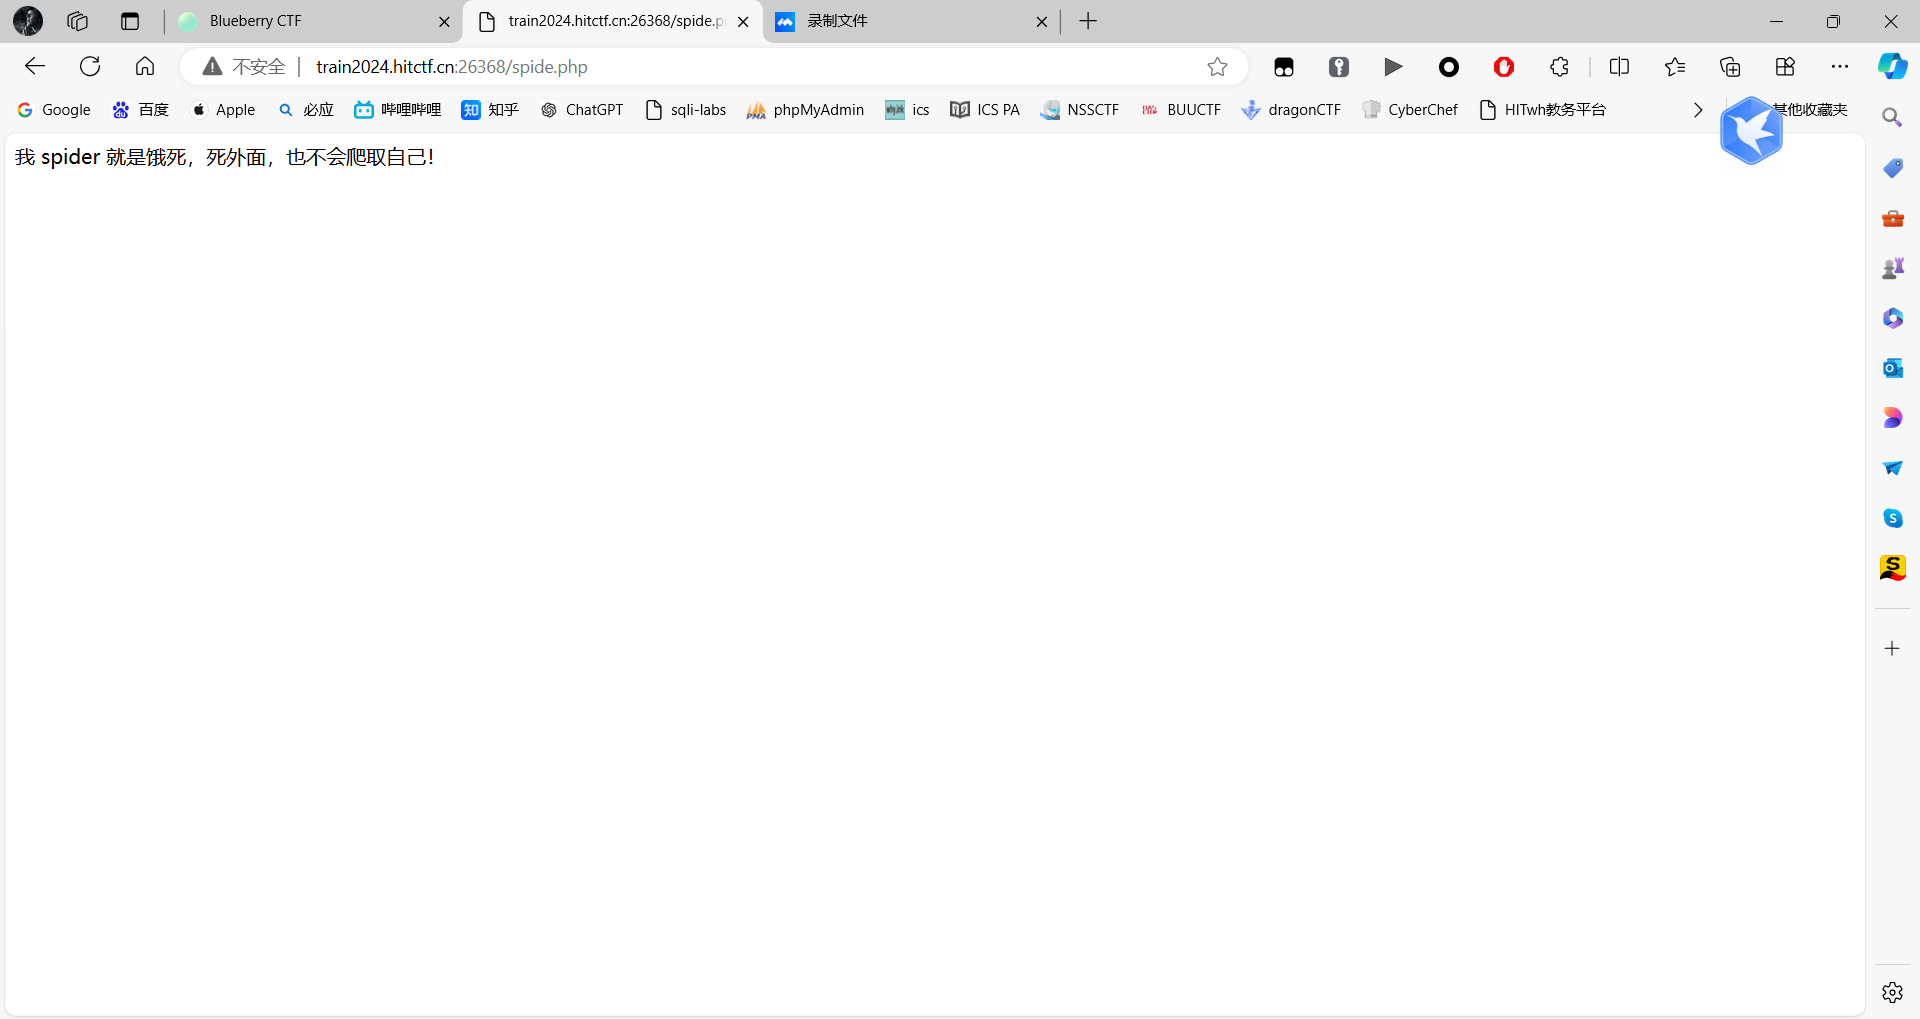 Blueberry CTF
train2024.hitctf.cn:26368/spide.p
录制文件
不安全
train2024.hitctf.cn:26368/spide.php
Google
百度
Apple
必应
哔哩哔哩
知乎
ChatGPT
sqli-labs
phpMyAdmin
ics
ICS PA
NSSCTF
BUUCTF
dragonCTF
CyberChef
HITwh教务平台
其他收藏夹
我 spider 就是饿死，死外面，也不会爬取自己！